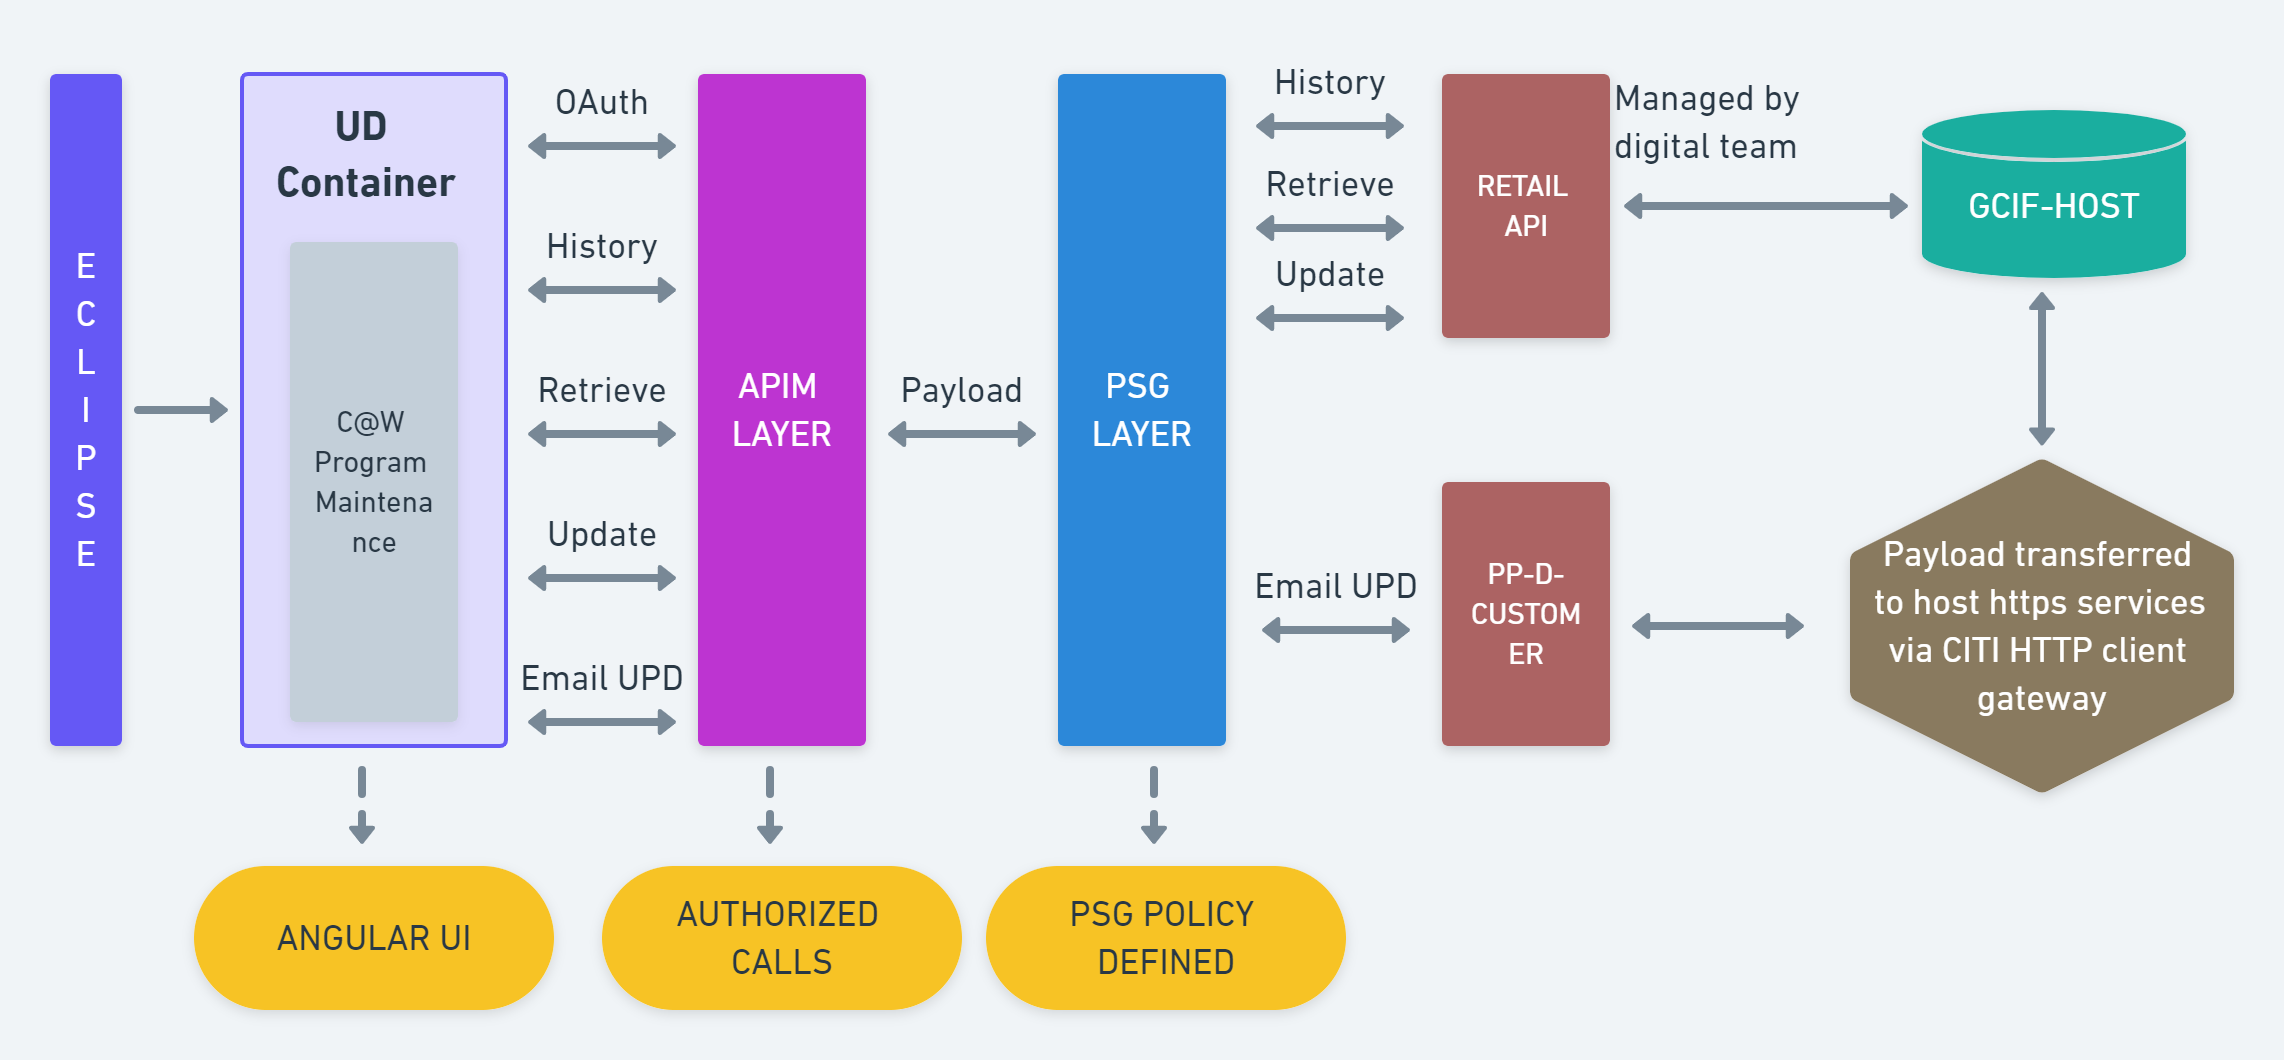 E
C
L
I
P
S
E
UD
Container
C@W
Program
Maintena
nce
OAuth
History
Retrieve
Update
Email UPD
APIM
LAYER
Payload
PSG
LAYER
History
Retrieve
Update
Email UPD
RETAIL
API
PP-D-
CUSTOM
ER
Managed by
digital team
GCIF-HOST
Payload transferred
to host https services
via CITI HTTP client
gateway
ANGULAR UI
AUTHORIZED
CALLS
PSG POLICY
DEFINED